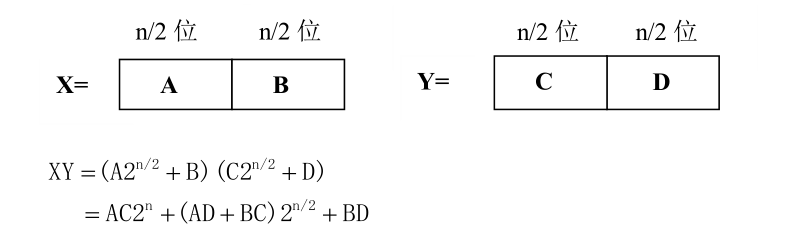 n/2 位 n/2 位 n/2 位 n/2 位
X= A B Y= C D
XY＝(A2^{n/2}＋B)(C2^{n/2}＋D)
＝AC2^{n}＋(AD＋BC)2^{n/2}＋BD